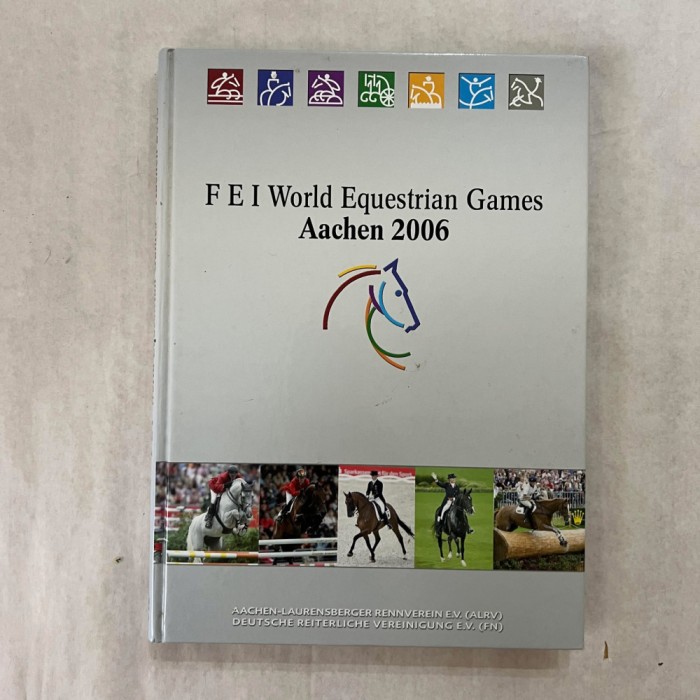 F E I World Equestrian Games
Aachen 2006
AACHEN-LAURENSBERGER RENNVEREIN E.V. (ALRV)
DEUTSCHE REITERLICHE VEREINIGUNG E.V. (FN)